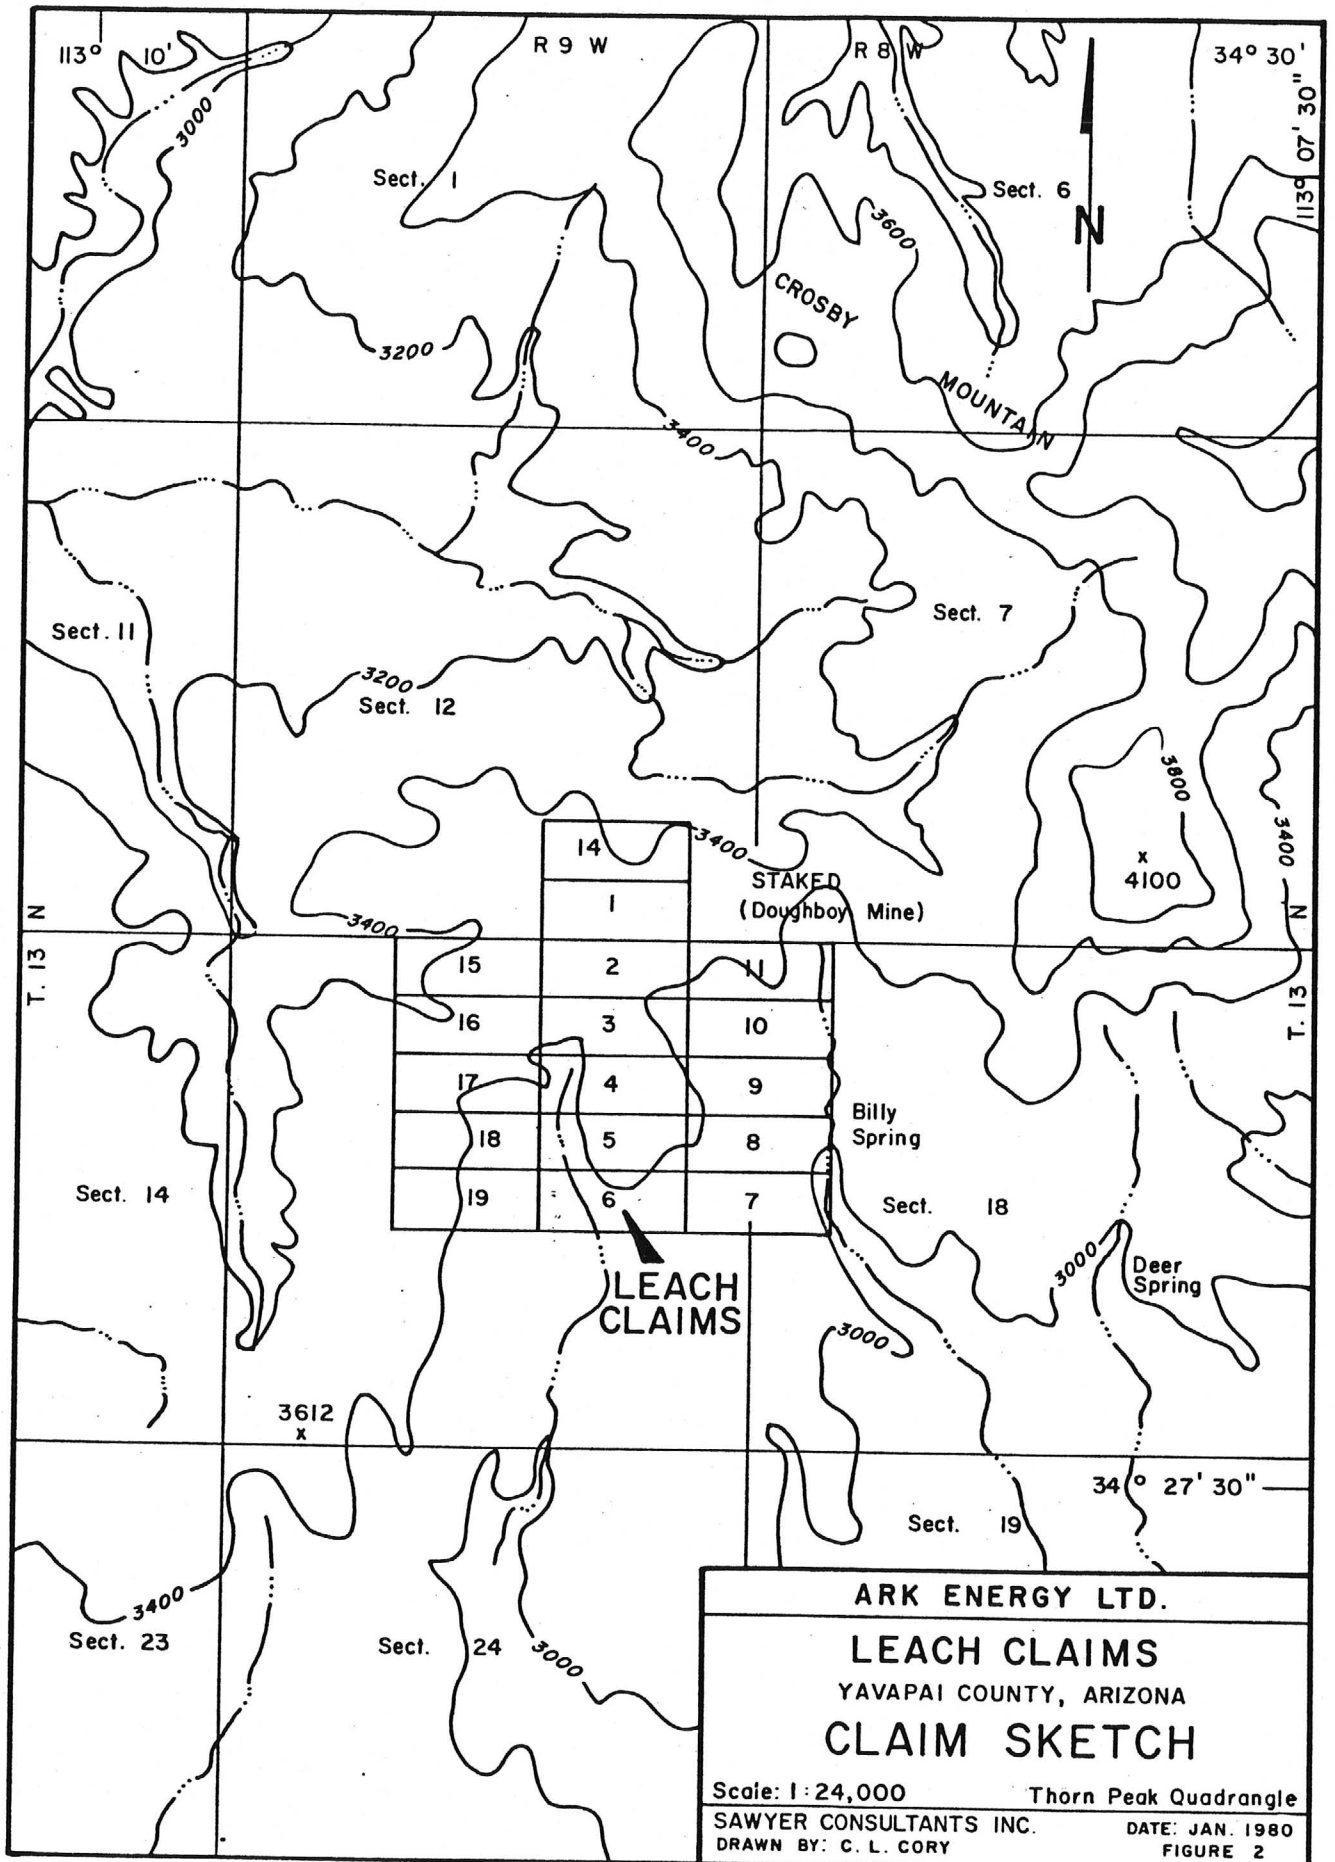 113° 10'
R 9 W
R 8 W
34° 30'
113° 07' 30"
3000
Sect. 1
Sect. 6
N
3600
CROSBY
MOUNTAIN
3200
3400
Sect. 11
Sect. 7
3200
Sect. 12
3800
x
4100
3400
14
3400
STAKED
(Doughboy Mine)
1
T. 13 N
T. 13 N
3400
15
2
11
16
3
10
17
4
9
Billy
Spring
18
5
8
Sect. 14
19
6
7
Sect. 18
LEACH
CLAIMS
3000
Deer
Spring
3000
3612
x
34° 27' 30"
Sect. 19
3400
Sect. 23
Sect. 24
3000
ARK ENERGY LTD.
LEACH CLAIMS
YAVAPAI COUNTY, ARIZONA
CLAIM SKETCH
Scale: 1:24,000 Thorn Peak Quadrangle
SAWYER CONSULTANTS INC. DATE: JAN. 1980
DRAWN BY: C. L. CORY FIGURE 2